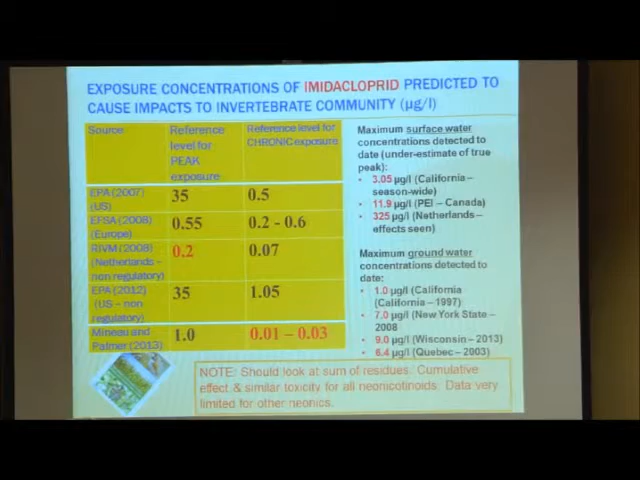 EXPOSURE CONCENTRATIONS OF IMIDACLOPRID PREDICTED TO
CAUSE IMPACTS TO INVERTEBRATE COMMUNITY (µg/l)
Source
Reference level for PEAK exposure
Reference level for CHRONIC exposure
EPA (2007) (US)
35
0.5
EFSA (2008) (Europe)
0.55
0.2 - 0.6
RIVM (2008) (Netherlands – non regulatory)
0.2
0.07
EPA (2012) (US – non regulatory)
35
1.05
Mineau and Palmer (2013)
1.0
0.01 – 0.03
Maximum surface water
concentrations detected to
date (under-estimate of true
peak):
• 3.05 µg/l (California –
season-wide)
• 11.9 µg/l (PEI – Canada)
• 325 µg/l (Netherlands –
effects seen)
Maximum ground water
concentrations detected to
date:
• 1.0 µg/l (California
(California – 1997)
• 7.0 µg/l (New York State –
2008
• 9.0 µg/l (Wisconsin – 2013)
• 6.4 µg/l (Quebec – 2003)
NOTE: Should look at sum of residues. Cumulative
effect & similar toxicity for all neonicotinoids. Data very
limited for other neonics.